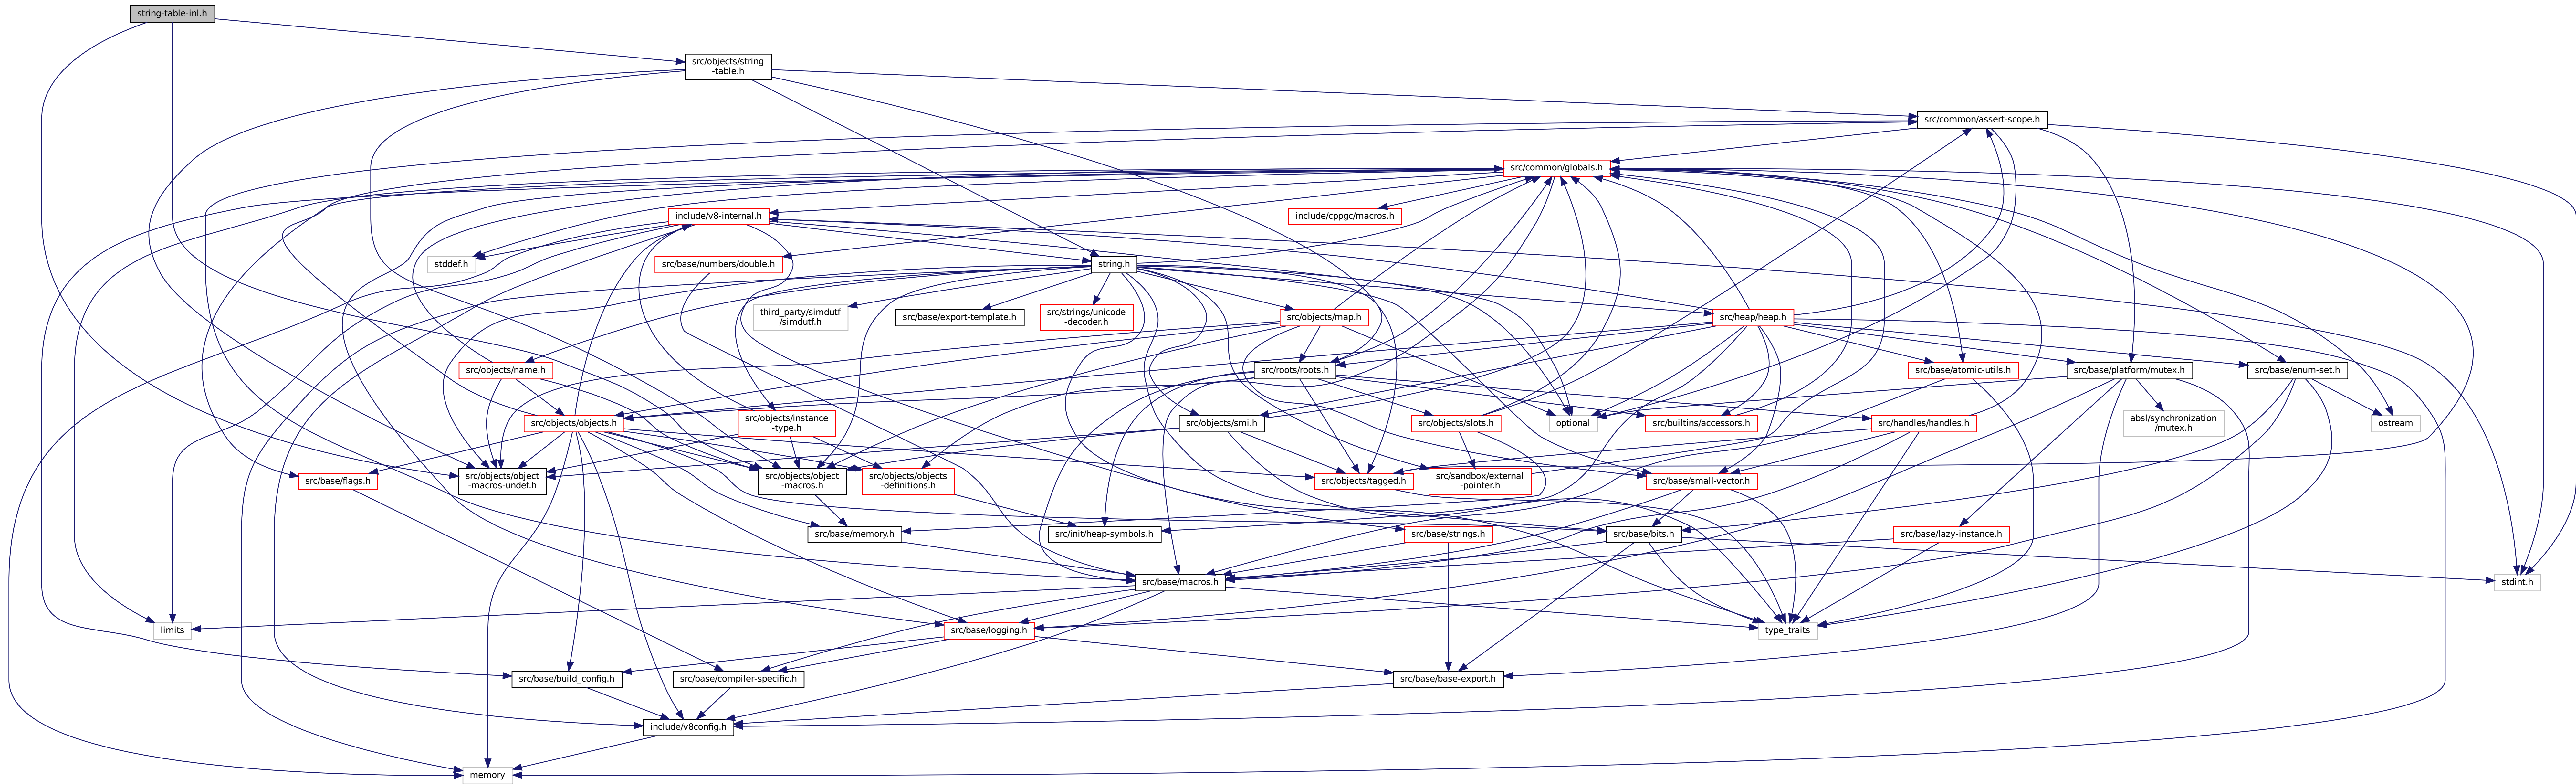 string-table-inl.h
src/objects/string
-table.h
src/common/assert-scope.h
src/common/globals.h
include/v8-internal.h
include/cppgc/macros.h
stddef.h
src/base/numbers/double.h
string.h
third_party/simdutf
/simdutf.h
src/base/export-template.h
src/strings/unicode
-decoder.h
src/objects/map.h
src/heap/heap.h
src/objects/name.h
src/roots/roots.h
src/base/atomic-utils.h
src/base/platform/mutex.h
src/base/enum-set.h
src/objects/objects.h
src/objects/instance
-type.h
src/objects/smi.h
src/objects/slots.h
optional
src/builtins/accessors.h
src/handles/handles.h
absl/synchronization
/mutex.h
ostream
src/base/flags.h
src/objects/object
-macros-undef.h
src/objects/object
-macros.h
src/objects/objects
-definitions.h
src/objects/tagged.h
src/sandbox/external
-pointer.h
src/base/small-vector.h
src/base/memory.h
src/init/heap-symbols.h
src/base/strings.h
src/base/bits.h
src/base/lazy-instance.h
src/base/macros.h
stdint.h
limits
src/base/logging.h
type_traits
src/base/build_config.h
src/base/compiler-specific.h
src/base/base-export.h
include/v8config.h
memory